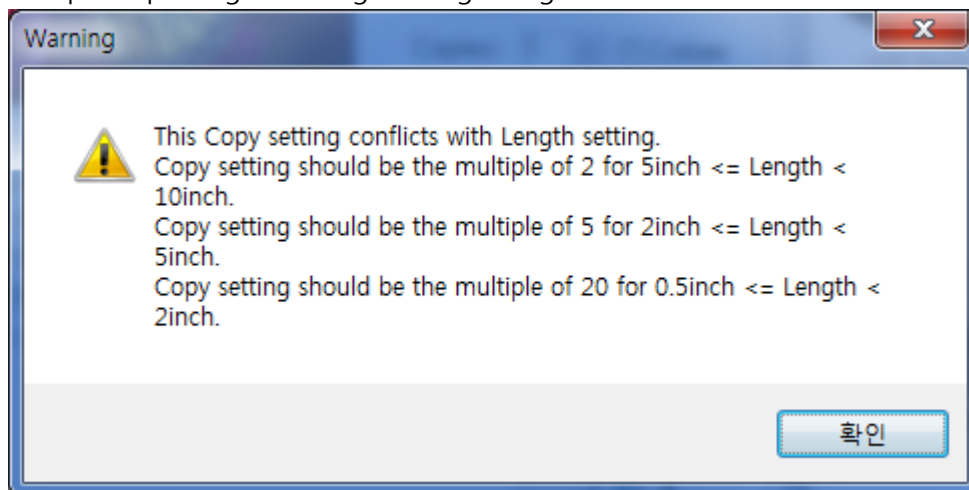 Warning
This Copy setting conflicts with Length setting.
Copy setting should be the multiple of 2 for 5inch <= Length <
10inch.
Copy setting should be the multiple of 5 for 2inch <= Length <
5inch.
Copy setting should be the multiple of 20 for 0.5inch <= Length <
2inch.
확인